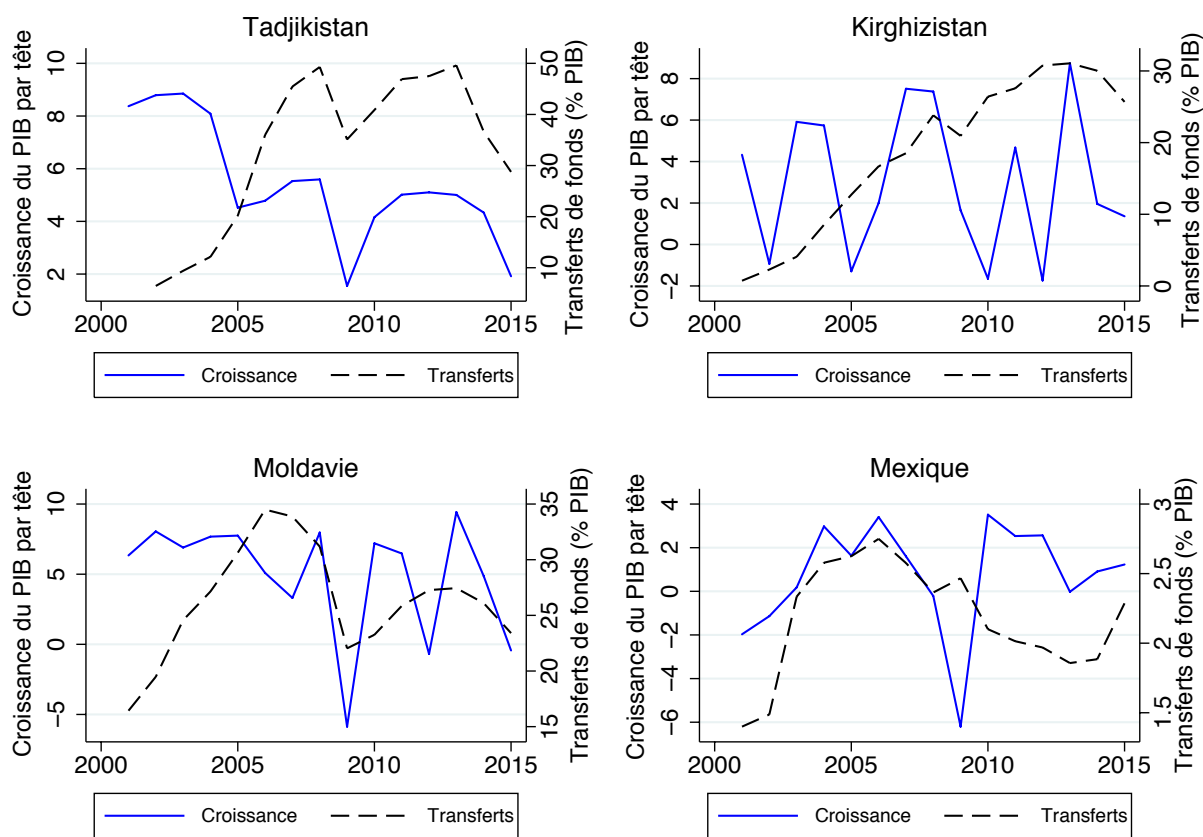 Tadjikistan
Croissance du PIB par tête
10
8
6
4
2
50
40
30
20
10
Transferts de fonds (% PIB)
2000 2005 2010 2015
Croissance Transferts
Kirghizistan
Croissance du PIB par tête
8
6
4
2
0
−2
30
20
10
0
Transferts de fonds (% PIB)
2000 2005 2010 2015
Croissance Transferts
Moldavie
Croissance du PIB par tête
10
5
0
−5
35
30
25
20
15
Transferts de fonds (% PIB)
2000 2005 2010 2015
Croissance Transferts
Mexique
Croissance du PIB par tête
4
2
0
−2
−4
−6
3
2.5
2
1.5
Transferts de fonds (% PIB)
2000 2005 2010 2015
Croissance Transferts